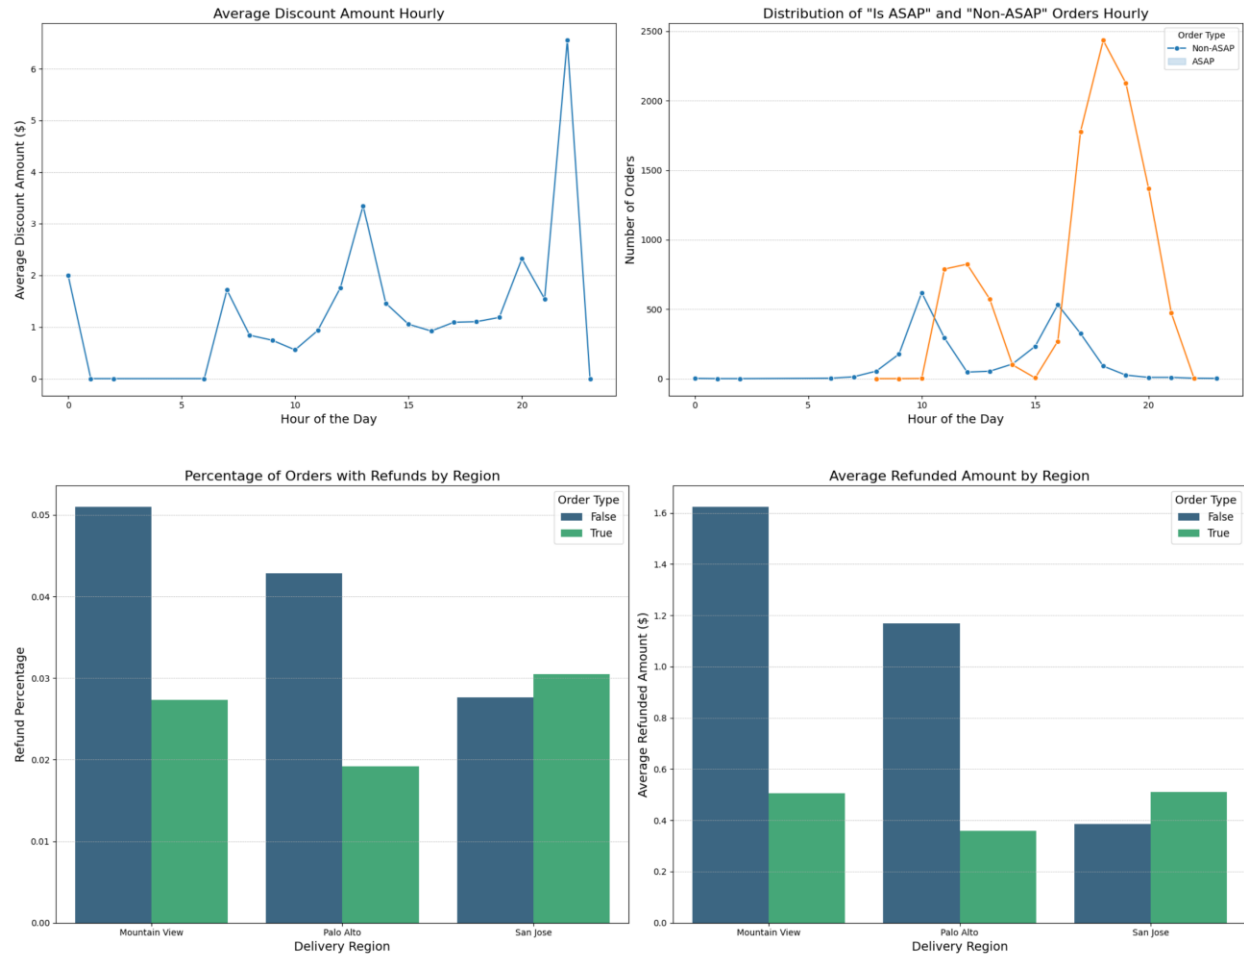 Average Discount Amount Hourly
Average Discount Amount ($)
6
5
4
3
2
1
0
0 5 10 15 20
Hour of the Day
Distribution of "Is ASAP" and "Non-ASAP" Orders Hourly
Order Type
Non-ASAP
ASAP
Number of Orders
2500
2000
1500
1000
500
0
0 5 10 15 20
Hour of the Day
Percentage of Orders with Refunds by Region
Order Type
False
True
Refund Percentage
0.05
0.04
0.03
0.02
0.01
0.00
Mountain View Palo Alto San Jose
Delivery Region
Average Refunded Amount by Region
Order Type
False
True
Average Refunded Amount ($)
1.6
1.4
1.2
1.0
0.8
0.6
0.4
0.2
0.0
Mountain View Palo Alto San Jose
Delivery Region